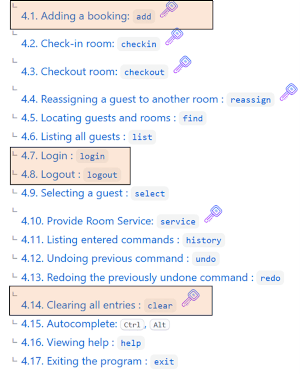 4.1. Adding a booking: add
4.2. Check-in room: checkin
4.3. Checkout room: checkout
4.4. Reassigning a guest to another room : reassign
4.5. Locating guests and rooms : find
4.6. Listing all guests : list
4.7. Login : login
4.8. Logout : logout
4.9. Selecting a guest : select
4.10. Provide Room Service: service
4.11. Listing entered commands : history
4.12. Undoing previous command : undo
4.13. Redoing the previously undone command : redo
4.14. Clearing all entries : clear
4.15. Autocomplete: Ctrl, Alt
4.16. Viewing help : help
4.17. Exiting the program : exit